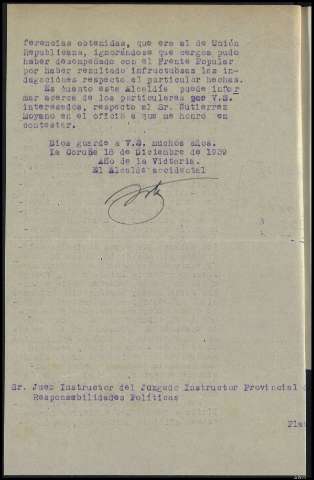 ferencias obtenidas, que era al de Unión
Republicana, ignorándose que cargos pudo
haber desempeñado con el Frente Popular
por haber resultado infructuosas las in-
dagaciones respecto al particular hechas.
Es cuanto esta Alcaldía puede infor
mar acerca de los particulares por V.S.
interesados, respecto al Sr. Gutierrez
Moyano en el oficio a que me honro en
contestar.
Dios guarde a V.S. muchos años.
La Coruña 18 de Diciembre de 1939
Año de la Victoria.
El Alcalde accidental
Sr. Juez Instructor del Juzgado Instructor Provincial
Responsabilidades Políticas
Pla